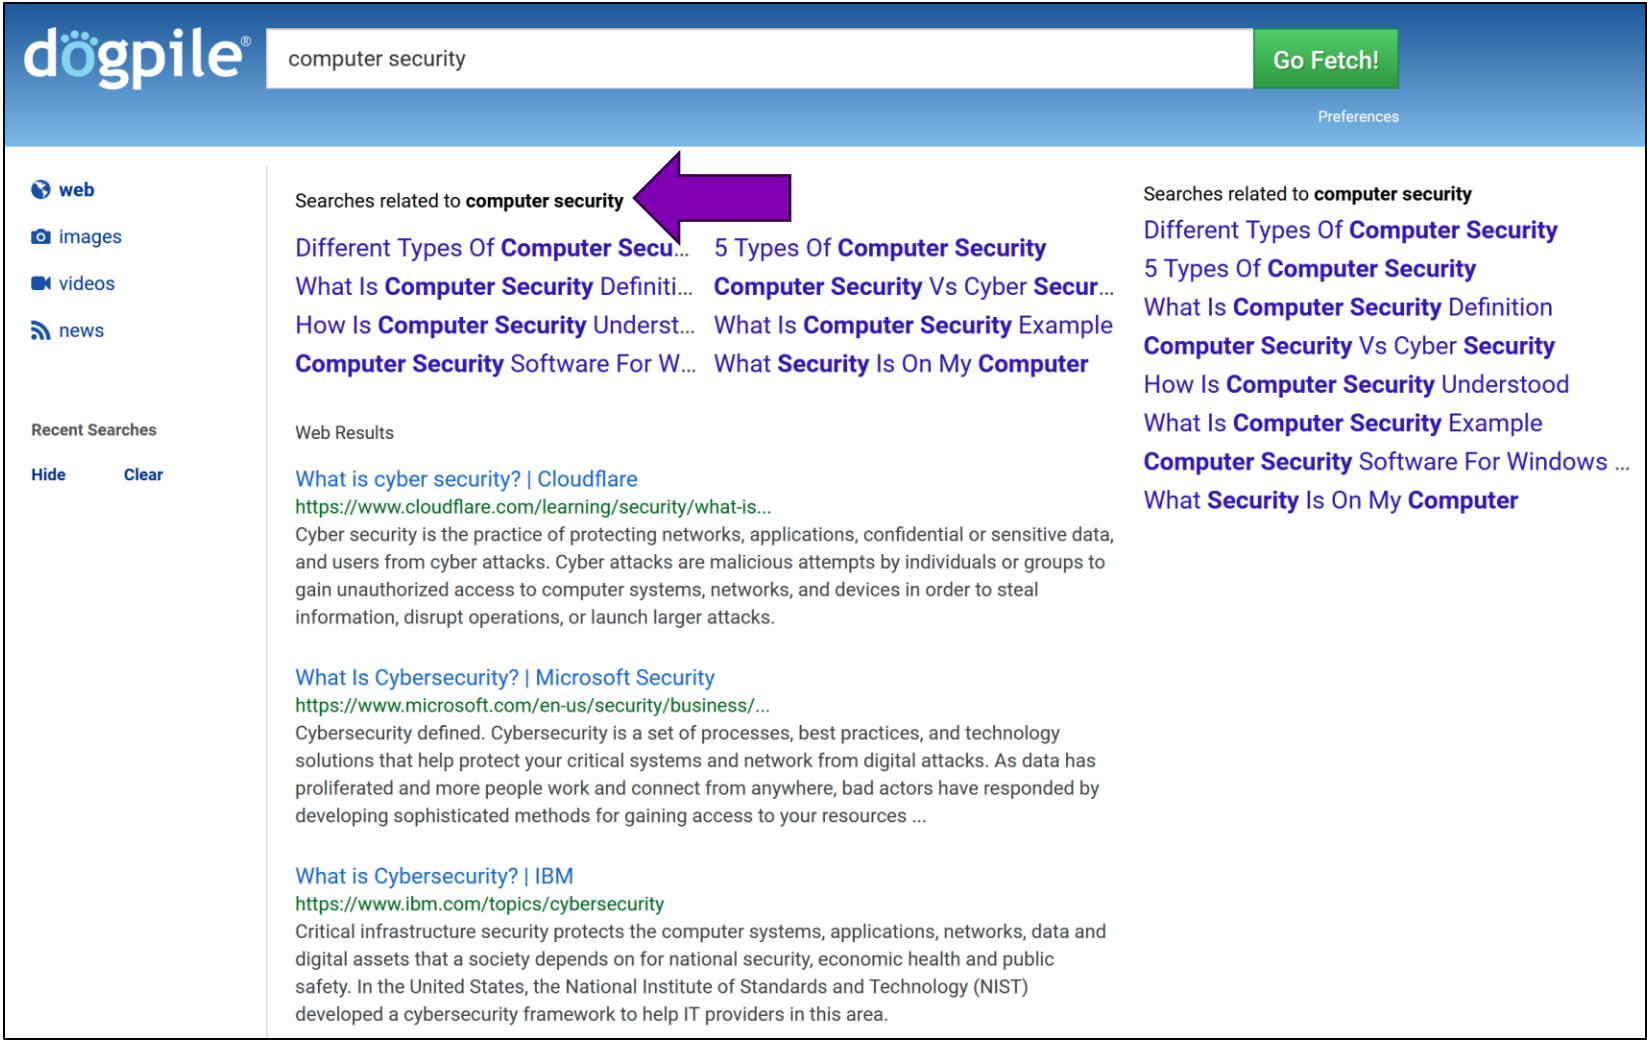 dogpile®
computer security
Go Fetch!
Preferences
web
images
videos
news
Recent Searches
Hide Clear
Searches related to computer security
Different Types Of Computer Secu... 5 Types Of Computer Security
What Is Computer Security Definiti... Computer Security Vs Cyber Secur...
How Is Computer Security Underst... What Is Computer Security Example
Computer Security Software For W... What Security Is On My Computer
Web Results
What is cyber security? | Cloudflare
https://www.cloudflare.com/learning/security/what-is...
Cyber security is the practice of protecting networks, applications, confidential or sensitive data,
and users from cyber attacks. Cyber attacks are malicious attempts by individuals or groups to
gain unauthorized access to computer systems, networks, and devices in order to steal
information, disrupt operations, or launch larger attacks.
What Is Cybersecurity? | Microsoft Security
https://www.microsoft.com/en-us/security/business/...
Cybersecurity defined. Cybersecurity is a set of processes, best practices, and technology
solutions that help protect your critical systems and network from digital attacks. As data has
proliferated and more people work and connect from anywhere, bad actors have responded by
developing sophisticated methods for gaining access to your resources ...
What is Cybersecurity? | IBM
https://www.ibm.com/topics/cybersecurity
Critical infrastructure security protects the computer systems, applications, networks, data and
digital assets that a society depends on for national security, economic health and public
safety. In the United States, the National Institute of Standards and Technology (NIST)
developed a cybersecurity framework to help IT providers in this area.
Searches related to computer security
Different Types Of Computer Security
5 Types Of Computer Security
What Is Computer Security Definition
Computer Security Vs Cyber Security
How Is Computer Security Understood
What Is Computer Security Example
Computer Security Software For Windows ...
What Security Is On My Computer